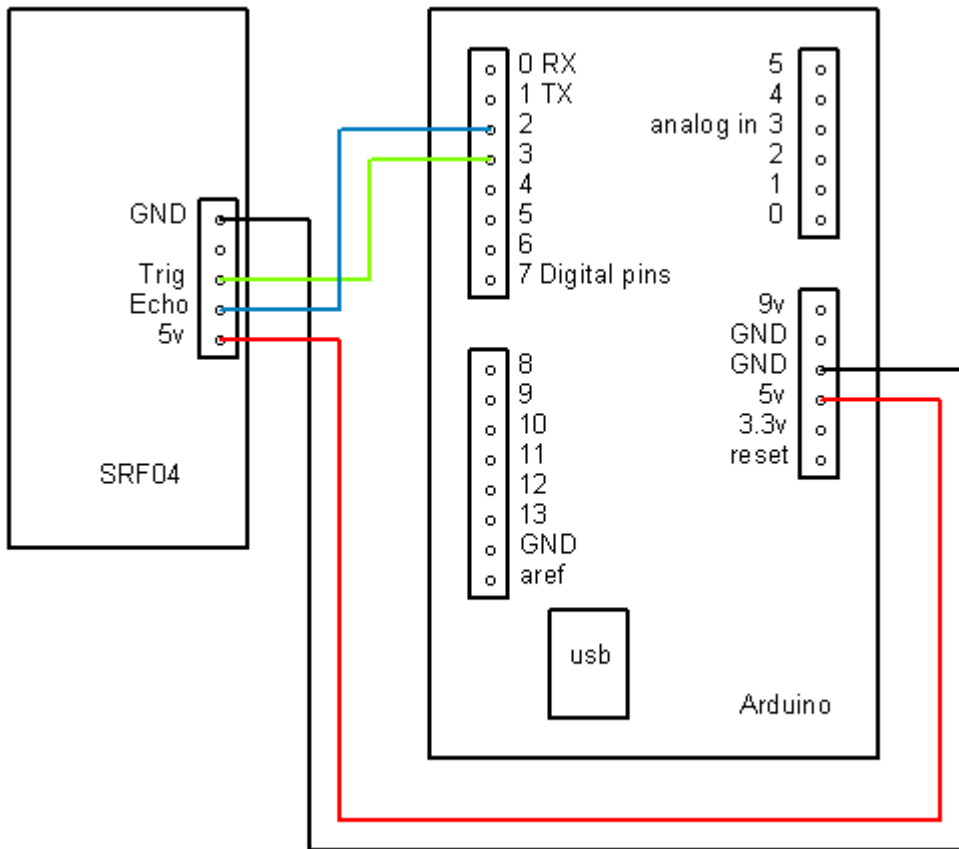 GND
Trig
Echo
5v
SRF04
0 RX
1 TX
2
3
4
5
6
7 Digital pins
8
9
10
11
12
13
GND
aref
usb
5
4
analog in 3
2
1
0
9v
GND
GND
5v
3.3v
reset
Arduino